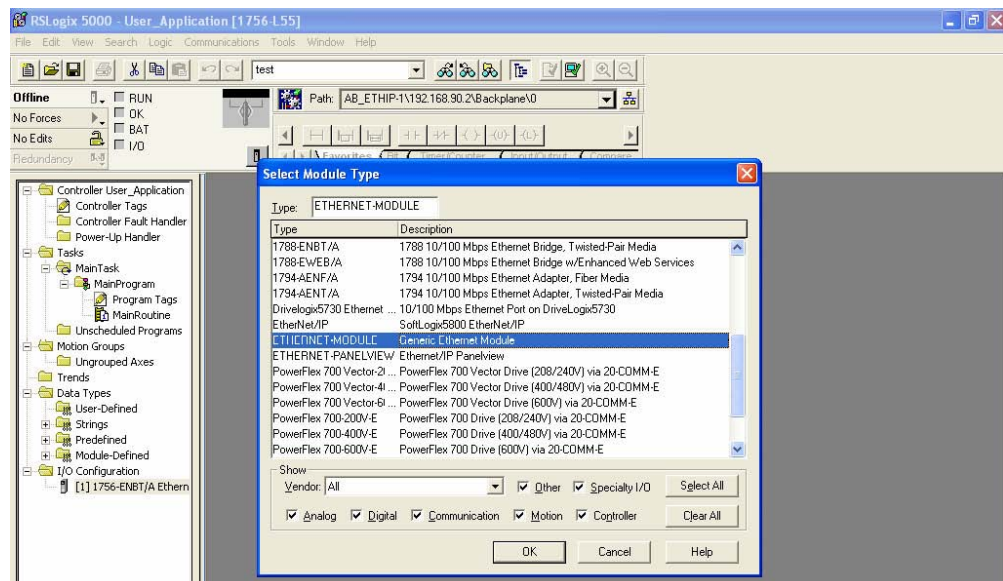 RSLogix 5000 - User_Application [1756-L55]
File Edit View Search Logic Communications Tools Window Help
test
Offline
RUN
Path: AB_ETHIP-1\192.168.90.2\Backplane\0
No Forces
OK
No Edits
BAT
Redundancy
I/O
Favorites Bit Timer/Counter Input/Output Compare
Controller User_Application
Controller Tags
Controller Fault Handler
Power-Up Handler
Tasks
MainTask
MainProgram
Program Tags
MainRoutine
Unscheduled Programs
Motion Groups
Ungrouped Axes
Trends
Data Types
User-Defined
Strings
Predefined
Module-Defined
I/O Configuration
[1] 1756-ENBT/A Ethern
Select Module Type
Type: ETHERNET-MODULE
Type Description
1788-ENBT/A 1788 10/100 Mbps Ethernet Bridge, Twisted-Pair Media
1788-EWEB/A 1788 10/100 Mbps Ethernet Bridge w/Enhanced Web Services
1794-AENF/A 1794 10/100 Mbps Ethernet Adapter, Fiber Media
1794-AENT/A 1794 10/100 Mbps Ethernet Adapter, Twisted-Pair Media
Drivelogix5730 Ethernet ... 10/100 Mbps Ethernet Port on DriveLogix5730
EtherNet/IP SoftLogix5800 EtherNet/IP
ETHERNET-MODULE Generic Ethernet Module
ETHERNET-PANELVIEW Ethernet/IP Panelview
PowerFlex 700 Vector-2( ... PowerFlex 700 Vector Drive (208/240V) via 20-COMM-E
PowerFlex 700 Vector-4( ... PowerFlex 700 Vector Drive (400/480V) via 20-COMM-E
PowerFlex 700 Vector-6( ... PowerFlex 700 Vector Drive (600V) via 20-COMM-E
PowerFlex 700-200V-E PowerFlex 700 Drive (208/240V) via 20-COMM-E
PowerFlex 700-400V-E PowerFlex 700 Drive (400/480V) via 20-COMM-E
PowerFlex 700-600V-E PowerFlex 700 Drive (600V) via 20-COMM-E
Show
Vendor: All Other Specialty I/O Select All
Analog Digital Communication Motion Controller Clear All
OK Cancel Help